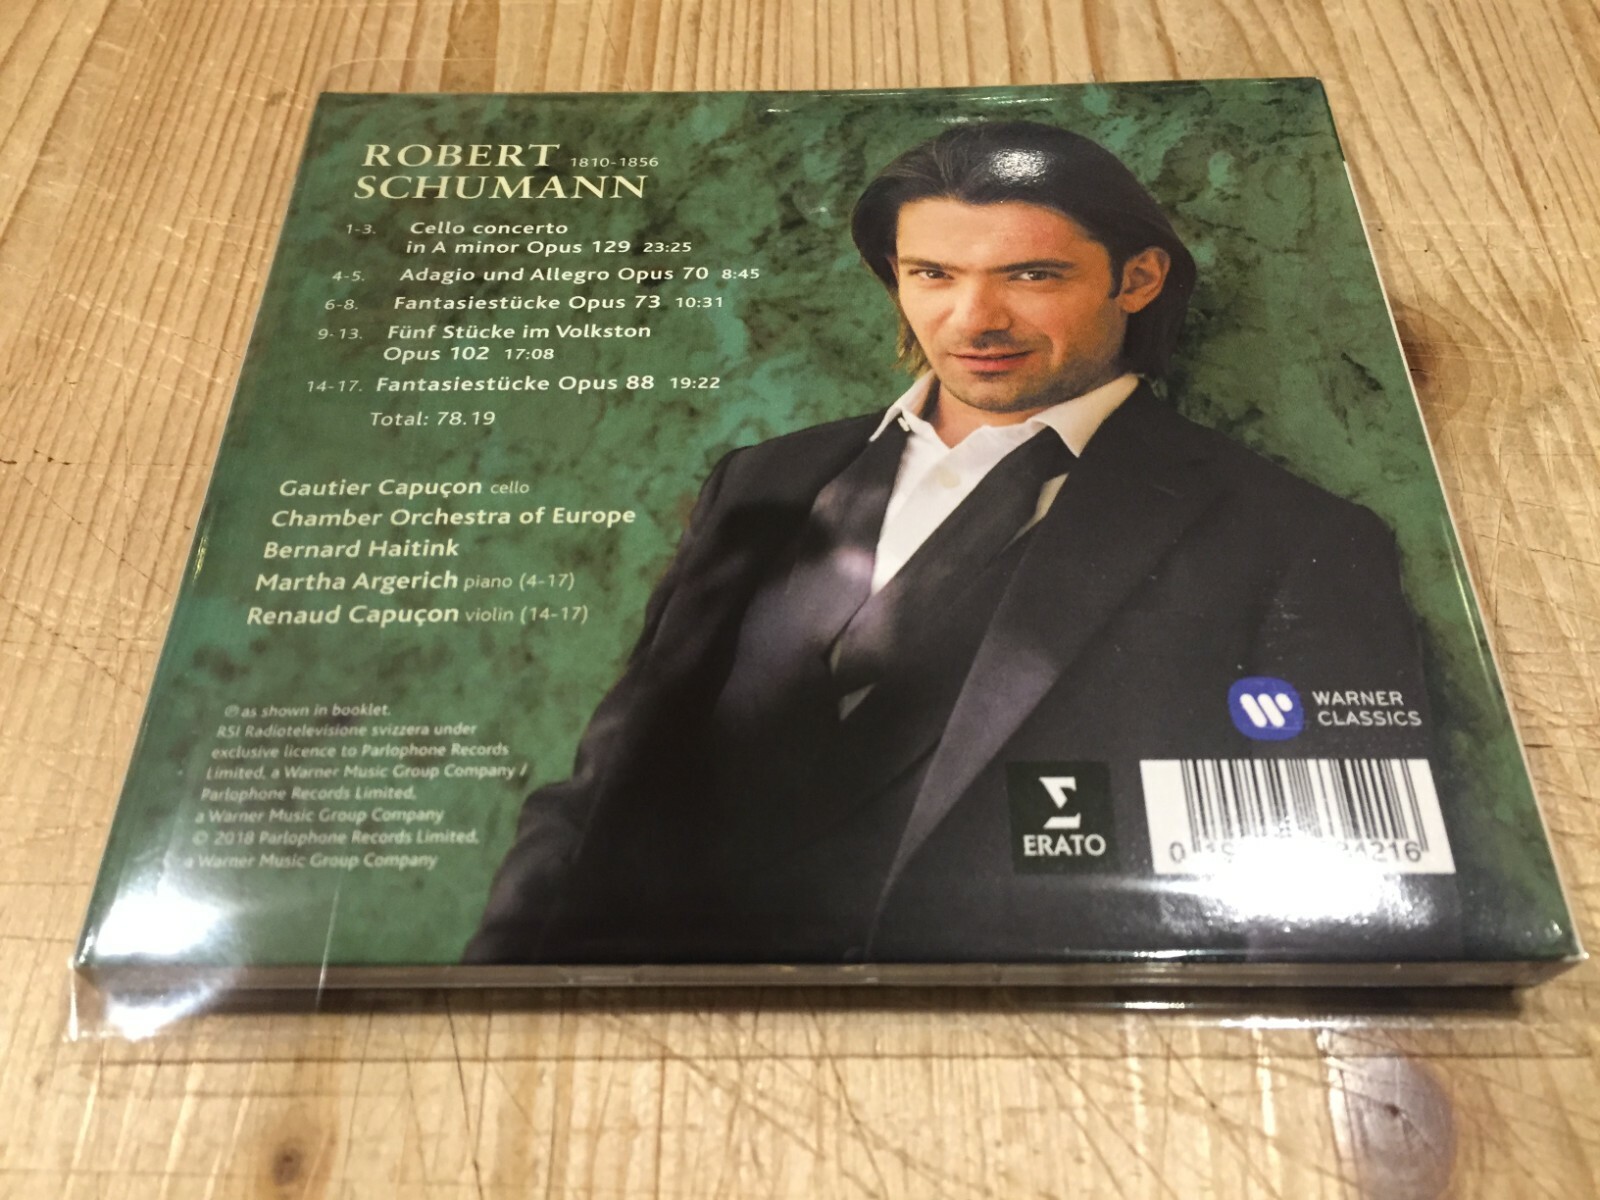 ROBERT 1810-1856
SCHUMANN
1-3. Cello concerto
in A minor Opus 129 23:25
4-5. Adagio und Allegro Opus 70 8:45
6-8. Fantasiestücke Opus 73 10:31
9-13. Fünf Stücke im Volkston
Opus 102 17:08
14-17. Fantasiestücke Opus 88 19:22
Total: 78.19
Gautier Capuçon cello
Chamber Orchestra of Europe
Bernard Haitink
Martha Argerich piano (4-17)
Renaud Capuçon violin (14-17)
℗ as shown in booklet.
RSI Radiotelevisione svizzera under
exclusive licence to Parlophone Records
Limited, a Warner Music Group Company /
Parlophone Records Limited,
a Warner Music Group Company
© 2018 Parlophone Records Limited,
a Warner Music Group Company
WARNER
CLASSICS
ERATO